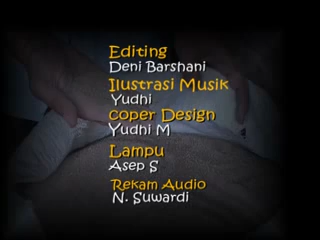 Editing
Deni Barshani
Ilustrasi Musik
Yudhi
coper Design
Yudhi M
Lampu
Asep S
Rekam Audio
N. Suwardi